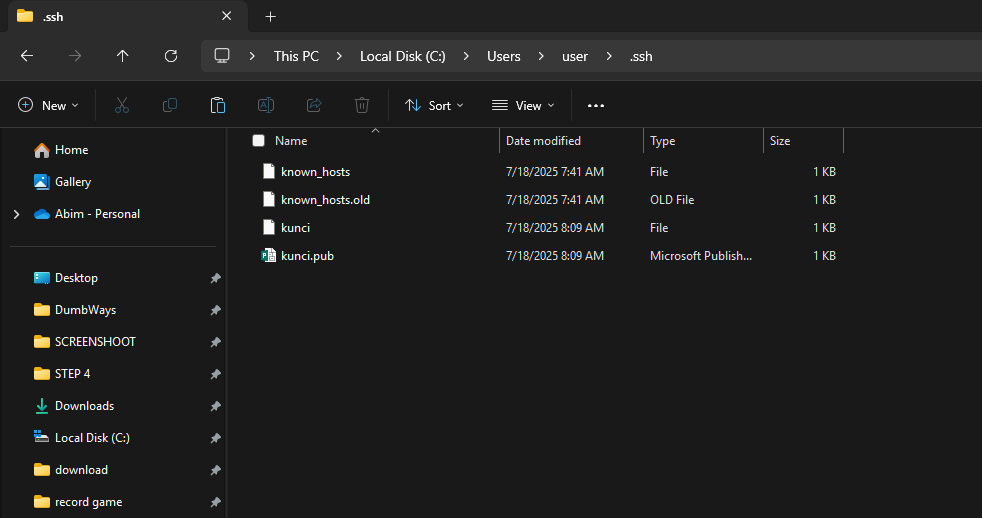 .ssh
This PC > Local Disk (C:) > Users > user > .ssh
New
Sort
View
Home
Gallery
Abim - Personal
Desktop
DumbWays
SCREENSHOOT
STEP 4
Downloads
Local Disk (C:)
download
record game
Name Date modified Type Size
known_hosts 7/18/2025 7:41 AM File 1 KB
known_hosts.old 7/18/2025 7:41 AM OLD File 1 KB
kunci 7/18/2025 8:09 AM File 1 KB
kunci.pub 7/18/2025 8:09 AM Microsoft Publish... 1 KB